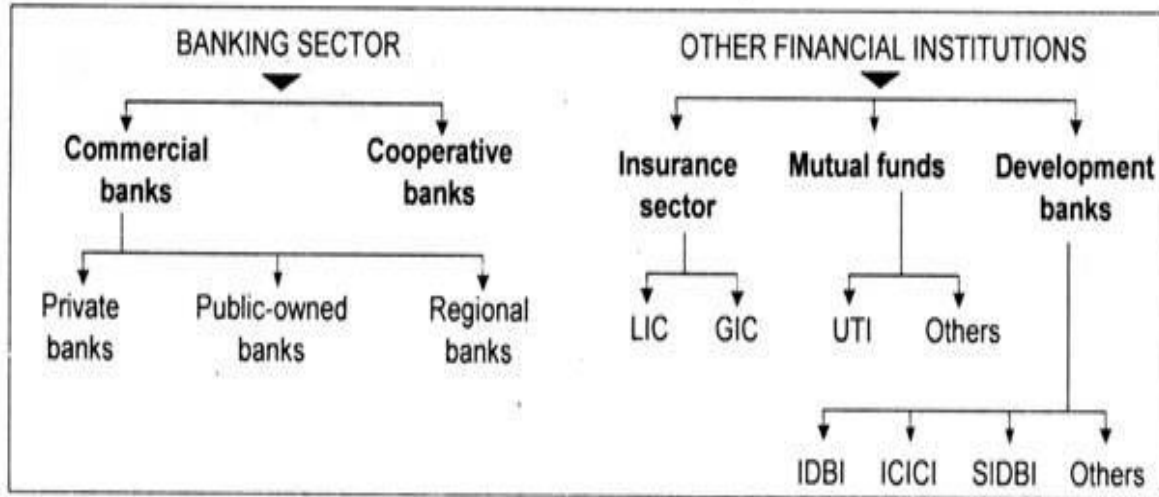 BANKING SECTOR
Commercial
banks
Cooperative
banks
Private
banks
Public-owned
banks
Regional
banks
OTHER FINANCIAL INSTITUTIONS
Insurance
sector
Mutual funds
Development
banks
LIC
GIC
UTI
Others
IDBI
ICICI
SIDBI
Others